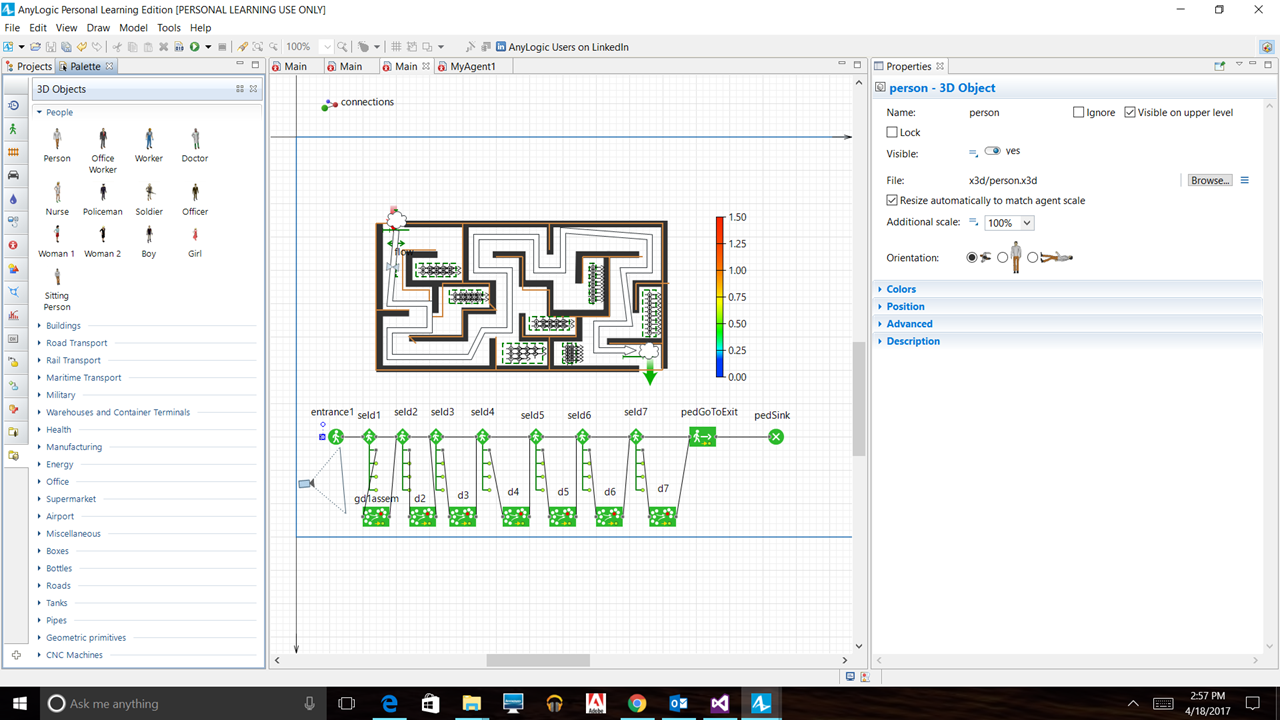 AnyLogic Personal Learning Edition [PERSONAL LEARNING USE ONLY]
File Edit View Draw Model Tools Help
100% AnyLogic Users on LinkedIn
Projects Palette Main Main Main MyAgent1 Properties
3D Objects
People
Person Office Worker Worker Doctor
Nurse Policeman Soldier Officer
Woman 1 Woman 2 Boy Girl
Sitting Person
Buildings
Road Transport
Rail Transport
Maritime Transport
Military
Warehouses and Container Terminals
Health
Manufacturing
Energy
Office
Supermarket
Airport
Miscellaneous
Boxes
Bottles
Roads
Tanks
Pipes
Geometric primitives
CNC Machines
connections
flow
1.50
1.25
1.00
0.75
0.50
0.25
0.00
entrance1 seld1 seld2 seld3 seld4 seld5 seld6 seld7 pedGoToExit pedSink
gd1assem d2 d3 d4 d5 d6 d7
person - 3D Object
Name: person Ignore Visible on upper level
Lock
Visible: yes
File: x3d/person.x3d Browse...
Resize automatically to match agent scale
Additional scale: 100%
Orientation:
Colors
Position
Advanced
Description
Ask me anything
2:57 PM
4/18/2017